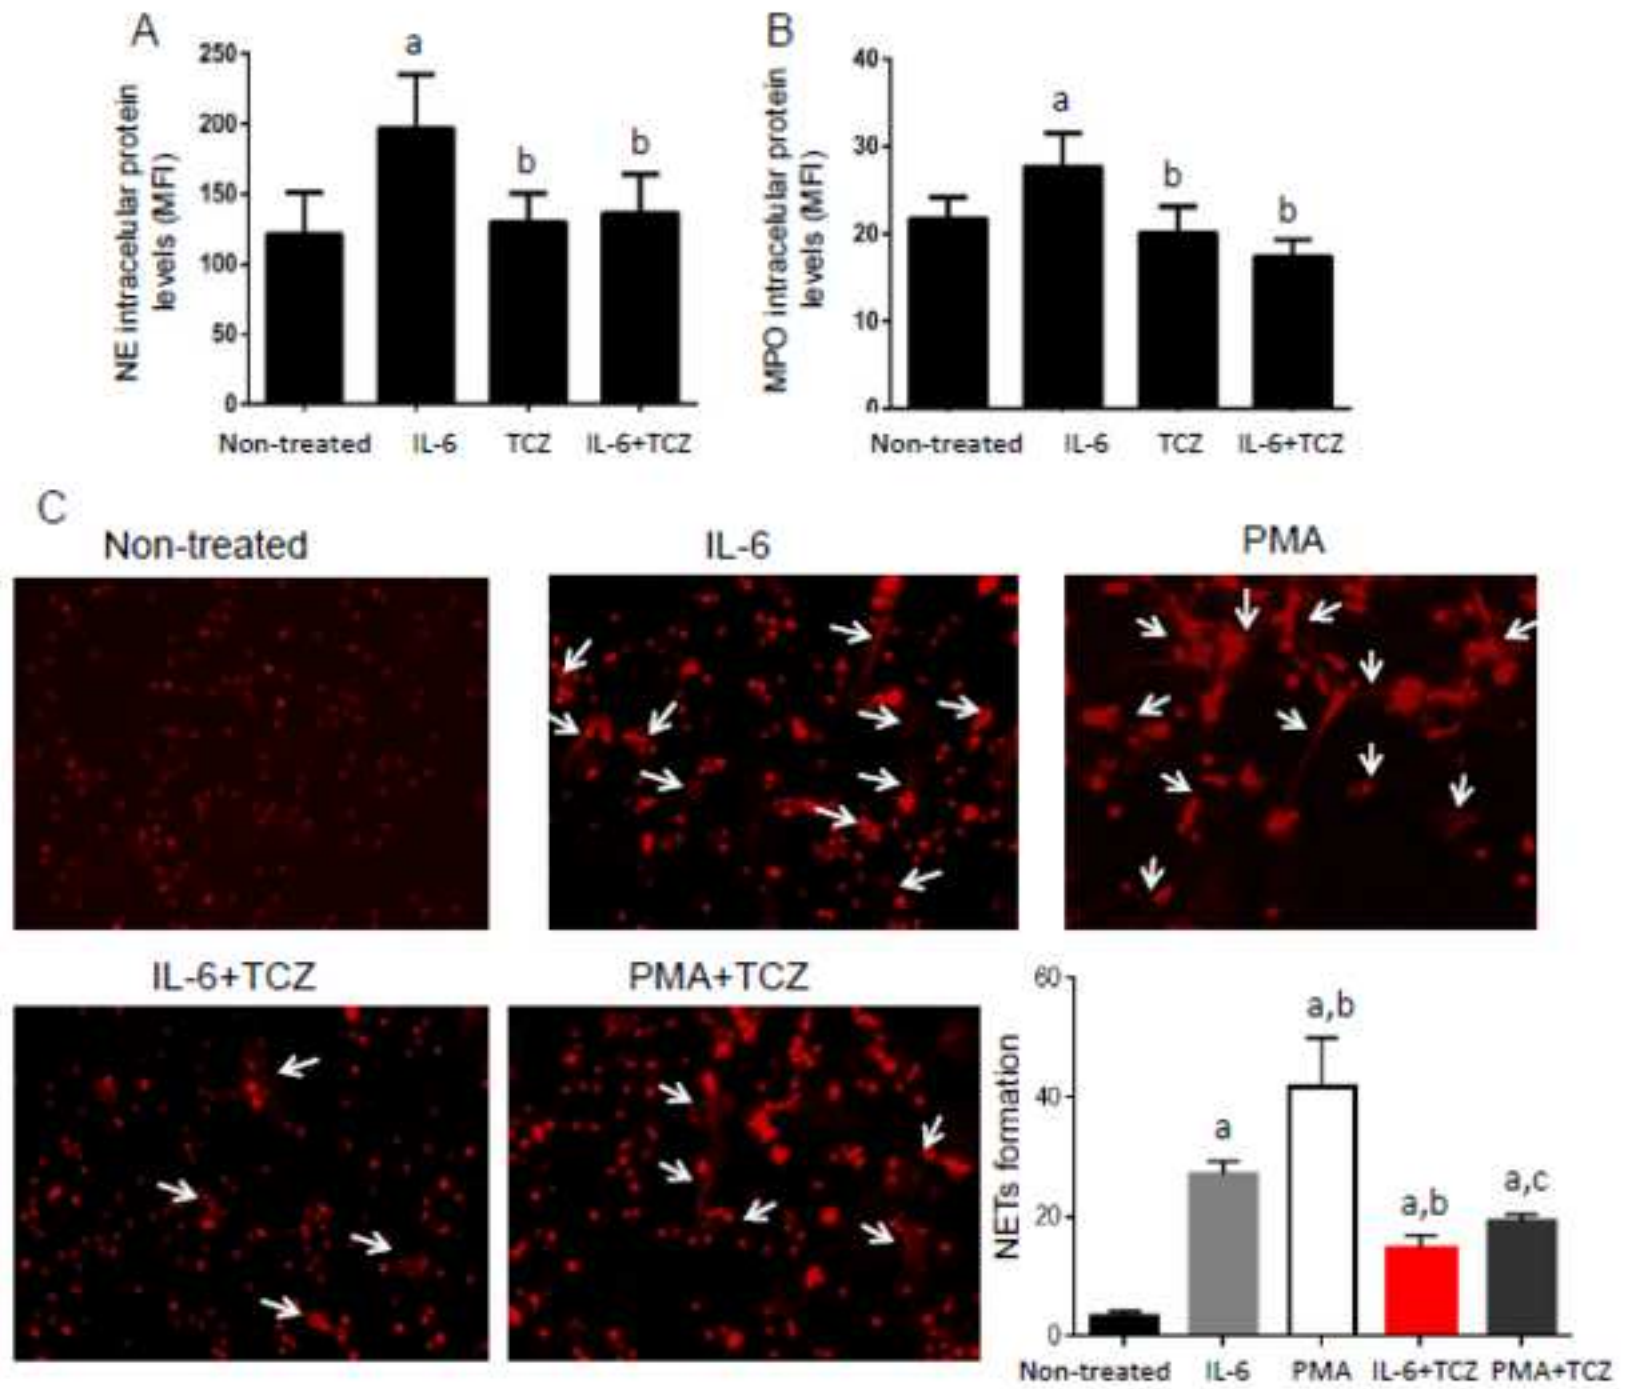 A
NE intracelular protein
levels (MFI)
250
200
150
100
50
0
a
b
b
Non-treated IL-6 TCZ IL-6+TCZ
B
MPO intracelular protein
levels (MFI)
40
30
20
10
0
a
b
b
Non-treated IL-6 TCZ IL-6+TCZ
C
Non-treated
IL-6
PMA
IL-6+TCZ
PMA+TCZ
NETs formation
60
40
20
0
a
a,b
a,b
a,c
Non-treated IL-6 PMA IL-6+TCZ PMA+TCZ